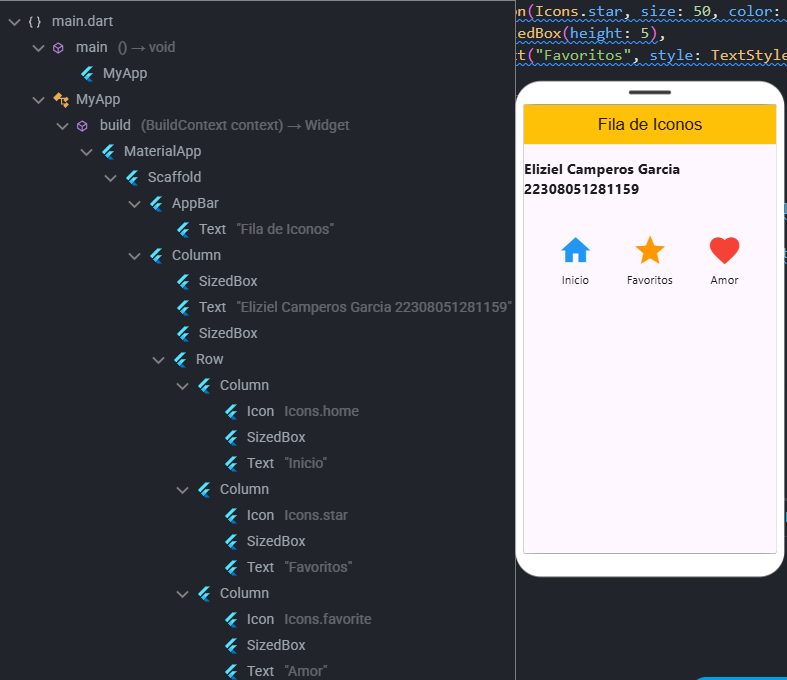 {} main.dart
main () → void
MyApp
MyApp
build (BuildContext context) → Widget
MaterialApp
Scaffold
AppBar
Text "Fila de Iconos"
Column
SizedBox
Text "Eliziel Camperos Garcia 22308051281159"
SizedBox
Row
Column
Icon Icons.home
SizedBox
Text "Inicio"
Column
Icon Icons.star
SizedBox
Text "Favoritos"
Column
Icon Icons.favorite
SizedBox
Text "Amor"
(Icons.star, size: 50, color:
edBox(height: 5),
t("Favoritos", style: TextStyle
Fila de Iconos
Eliziel Camperos Garcia
22308051281159
Inicio Favoritos Amor